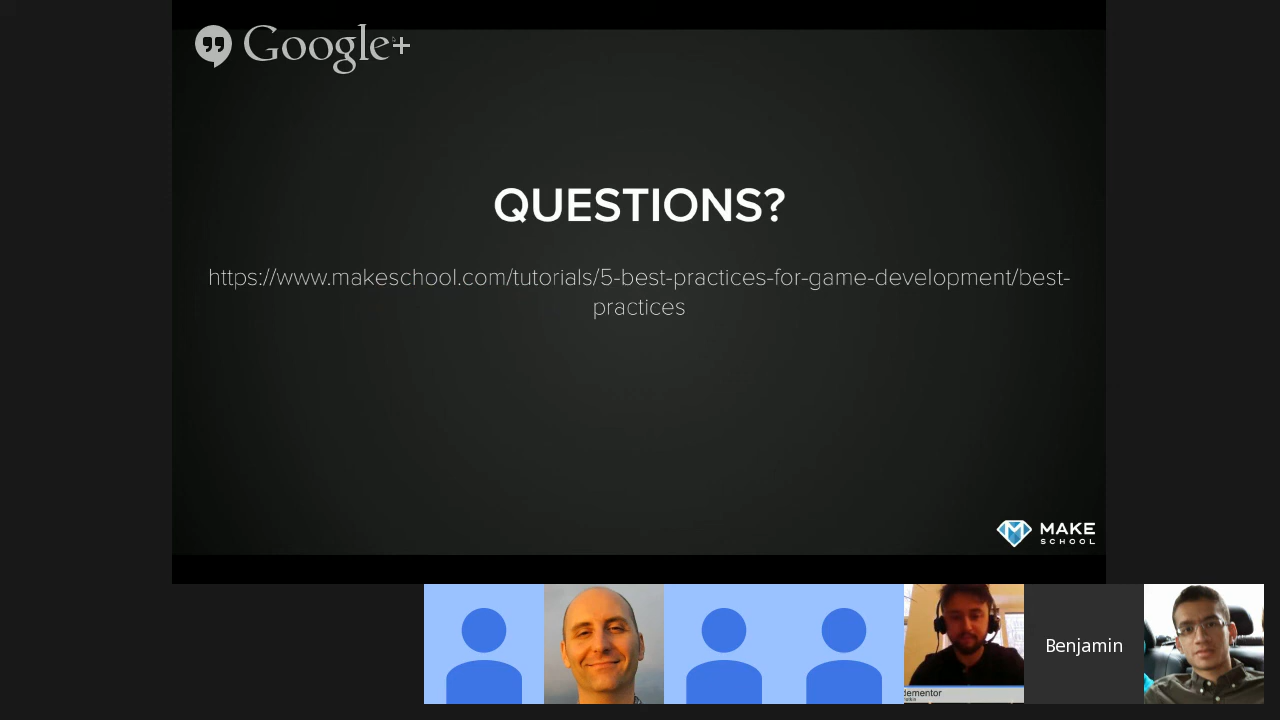 Google+
QUESTIONS?
https://www.makeschool.com/tutorials/5-best-practices-for-game-development/best-
practices
MAKE
SCHOOL
dementor
Benjamin